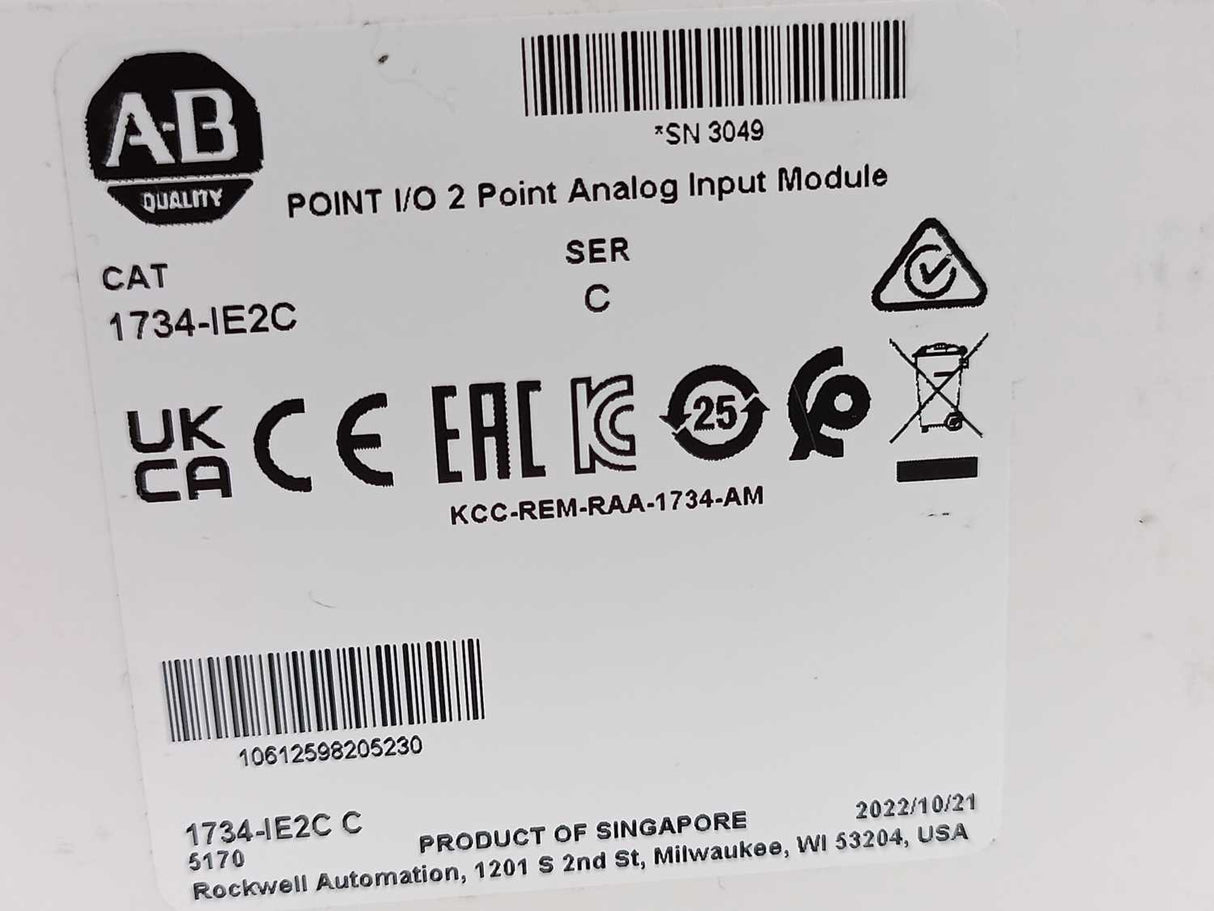 A-B
QUALITY
*SN 3049
POINT I/O 2 Point Analog Input Module
CAT
1734-IE2C
SER
C
UK
CA
CE
EAC
KC
25
KCC-REM-RAA-1734-AM
10612598205230
1734-IE2C C
5170
PRODUCT OF SINGAPORE
2022/10/21
Rockwell Automation, 1201 S 2nd St, Milwaukee, WI 53204, USA